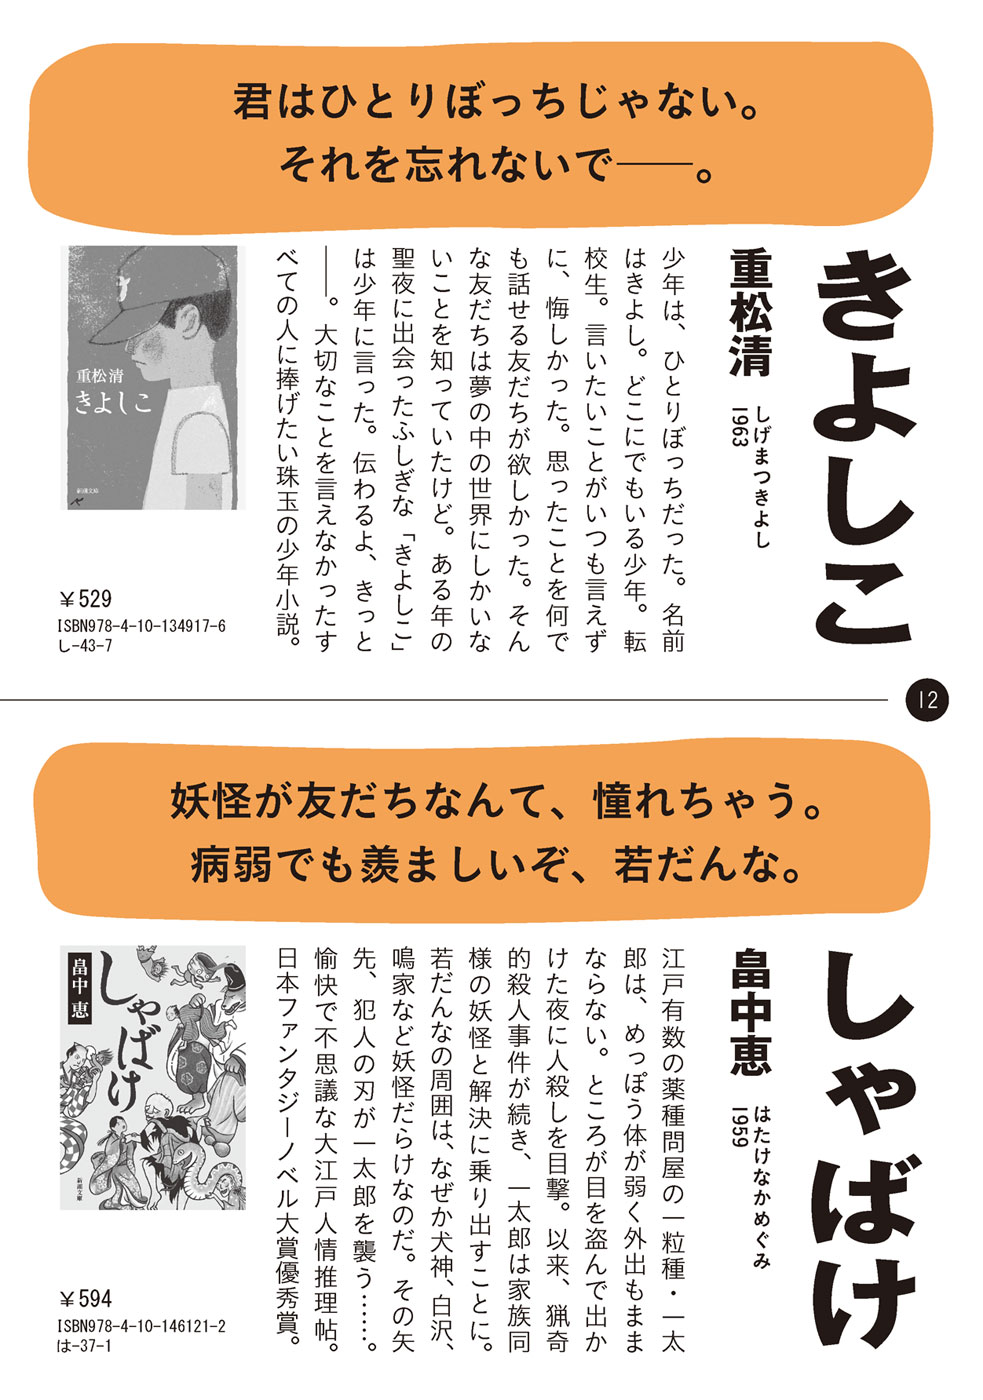 君はひとりぼっちじゃない。
それを忘れないで——。
きよしこ
重松清
しげまつきよし
1963
少年は、ひとりぼっちだった。名前
はきよし。どこにでもいる少年。転
校生。言いたいことがいつも言えず
に、悔しかった。思ったことを何で
も話せる友だちが欲しかった。そん
な友だちは夢の中の世界にしかいな
いことを知っていたけど。ある年の
聖夜に出会ったふしぎな「きよしこ」
は少年に言った。伝わるよ、きっと
——。大切なことを言えなかったす
べての人に捧げたい珠玉の少年小説。
重松清
きよしこ
新潮文庫
¥529
ISBN978-4-10-134917-6
し-43-7
12
妖怪が友だちなんて、憧れちゃう。
病弱でも羨ましいぞ、若だんな。
しゃばけ
畠中恵
はたけなかめぐみ
1959
江戸有数の薬種問屋の一粒種・一太
郎は、めっぽう体が弱く外出もまま
ならない。ところが目を盗んで出か
けた夜に人殺しを目撃。以来、猟奇
的殺人事件が続き、一太郎は家族同
様の妖怪と解決に乗り出すことに。
若だんなの周囲は、なぜか犬神、白沢、
鳴家など妖怪だらけなのだ。その矢
先、犯人の刃が一太郎を襲う……。
愉快で不思議な大江戸人情推理帖。
日本ファンタジーノベル大賞優秀賞。
畠中恵
しゃばけ
新潮文庫
¥594
ISBN978-4-10-146121-2
は-37-1